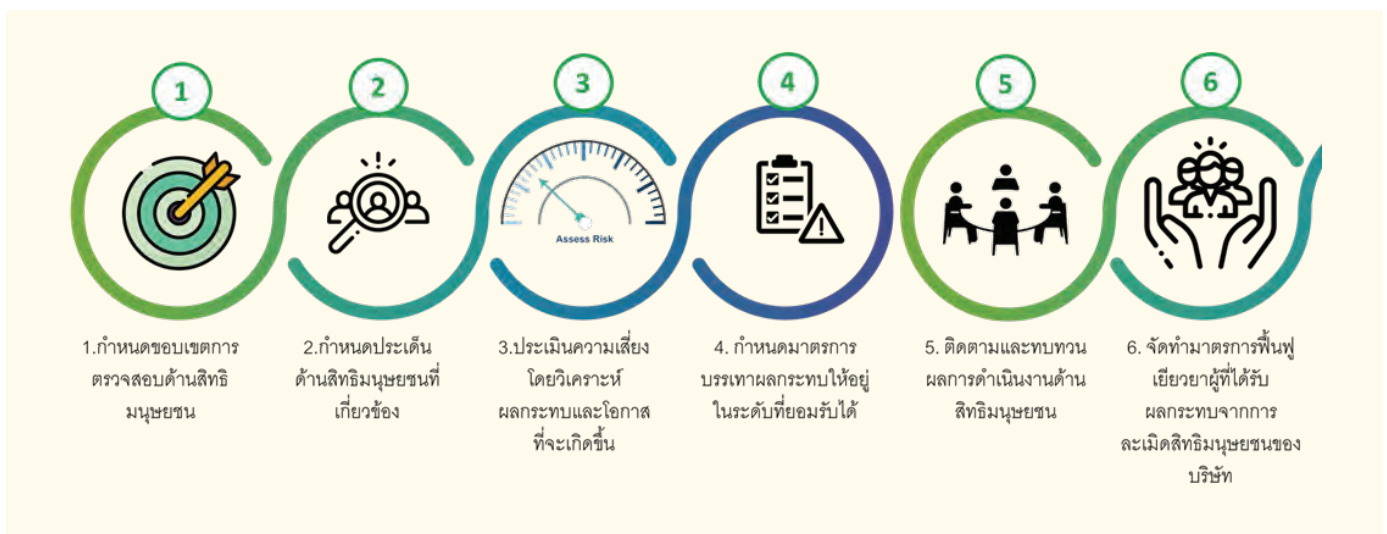 1
2
3
4
5
6
Assess Risk
1.กำหนดขอบเขตการ
ตรวจสอบด้านสิทธิ
มนุษยชน
2.กำหนดประเด็น
ด้านสิทธิมนุษยชนที่
เกี่ยวข้อง
3.ประเมินความเสี่ยง
โดยวิเคราะห์
ผลกระทบและโอกาส
ที่จะเกิดขึ้น
4. กำหนดมาตรการ
บรรเทาผลกระทบให้อยู่
ในระดับที่ยอมรับได้
5. ติดตามและทบทวน
ผลการดำเนินงานด้าน
สิทธิมนุษยชน
6. จัดทำมาตรการฟื้นฟู
เยียวยาผู้ที่ได้รับ
ผลกระทบจากการ
ละเมิดสิทธิมนุษยชนของ
บริษัท